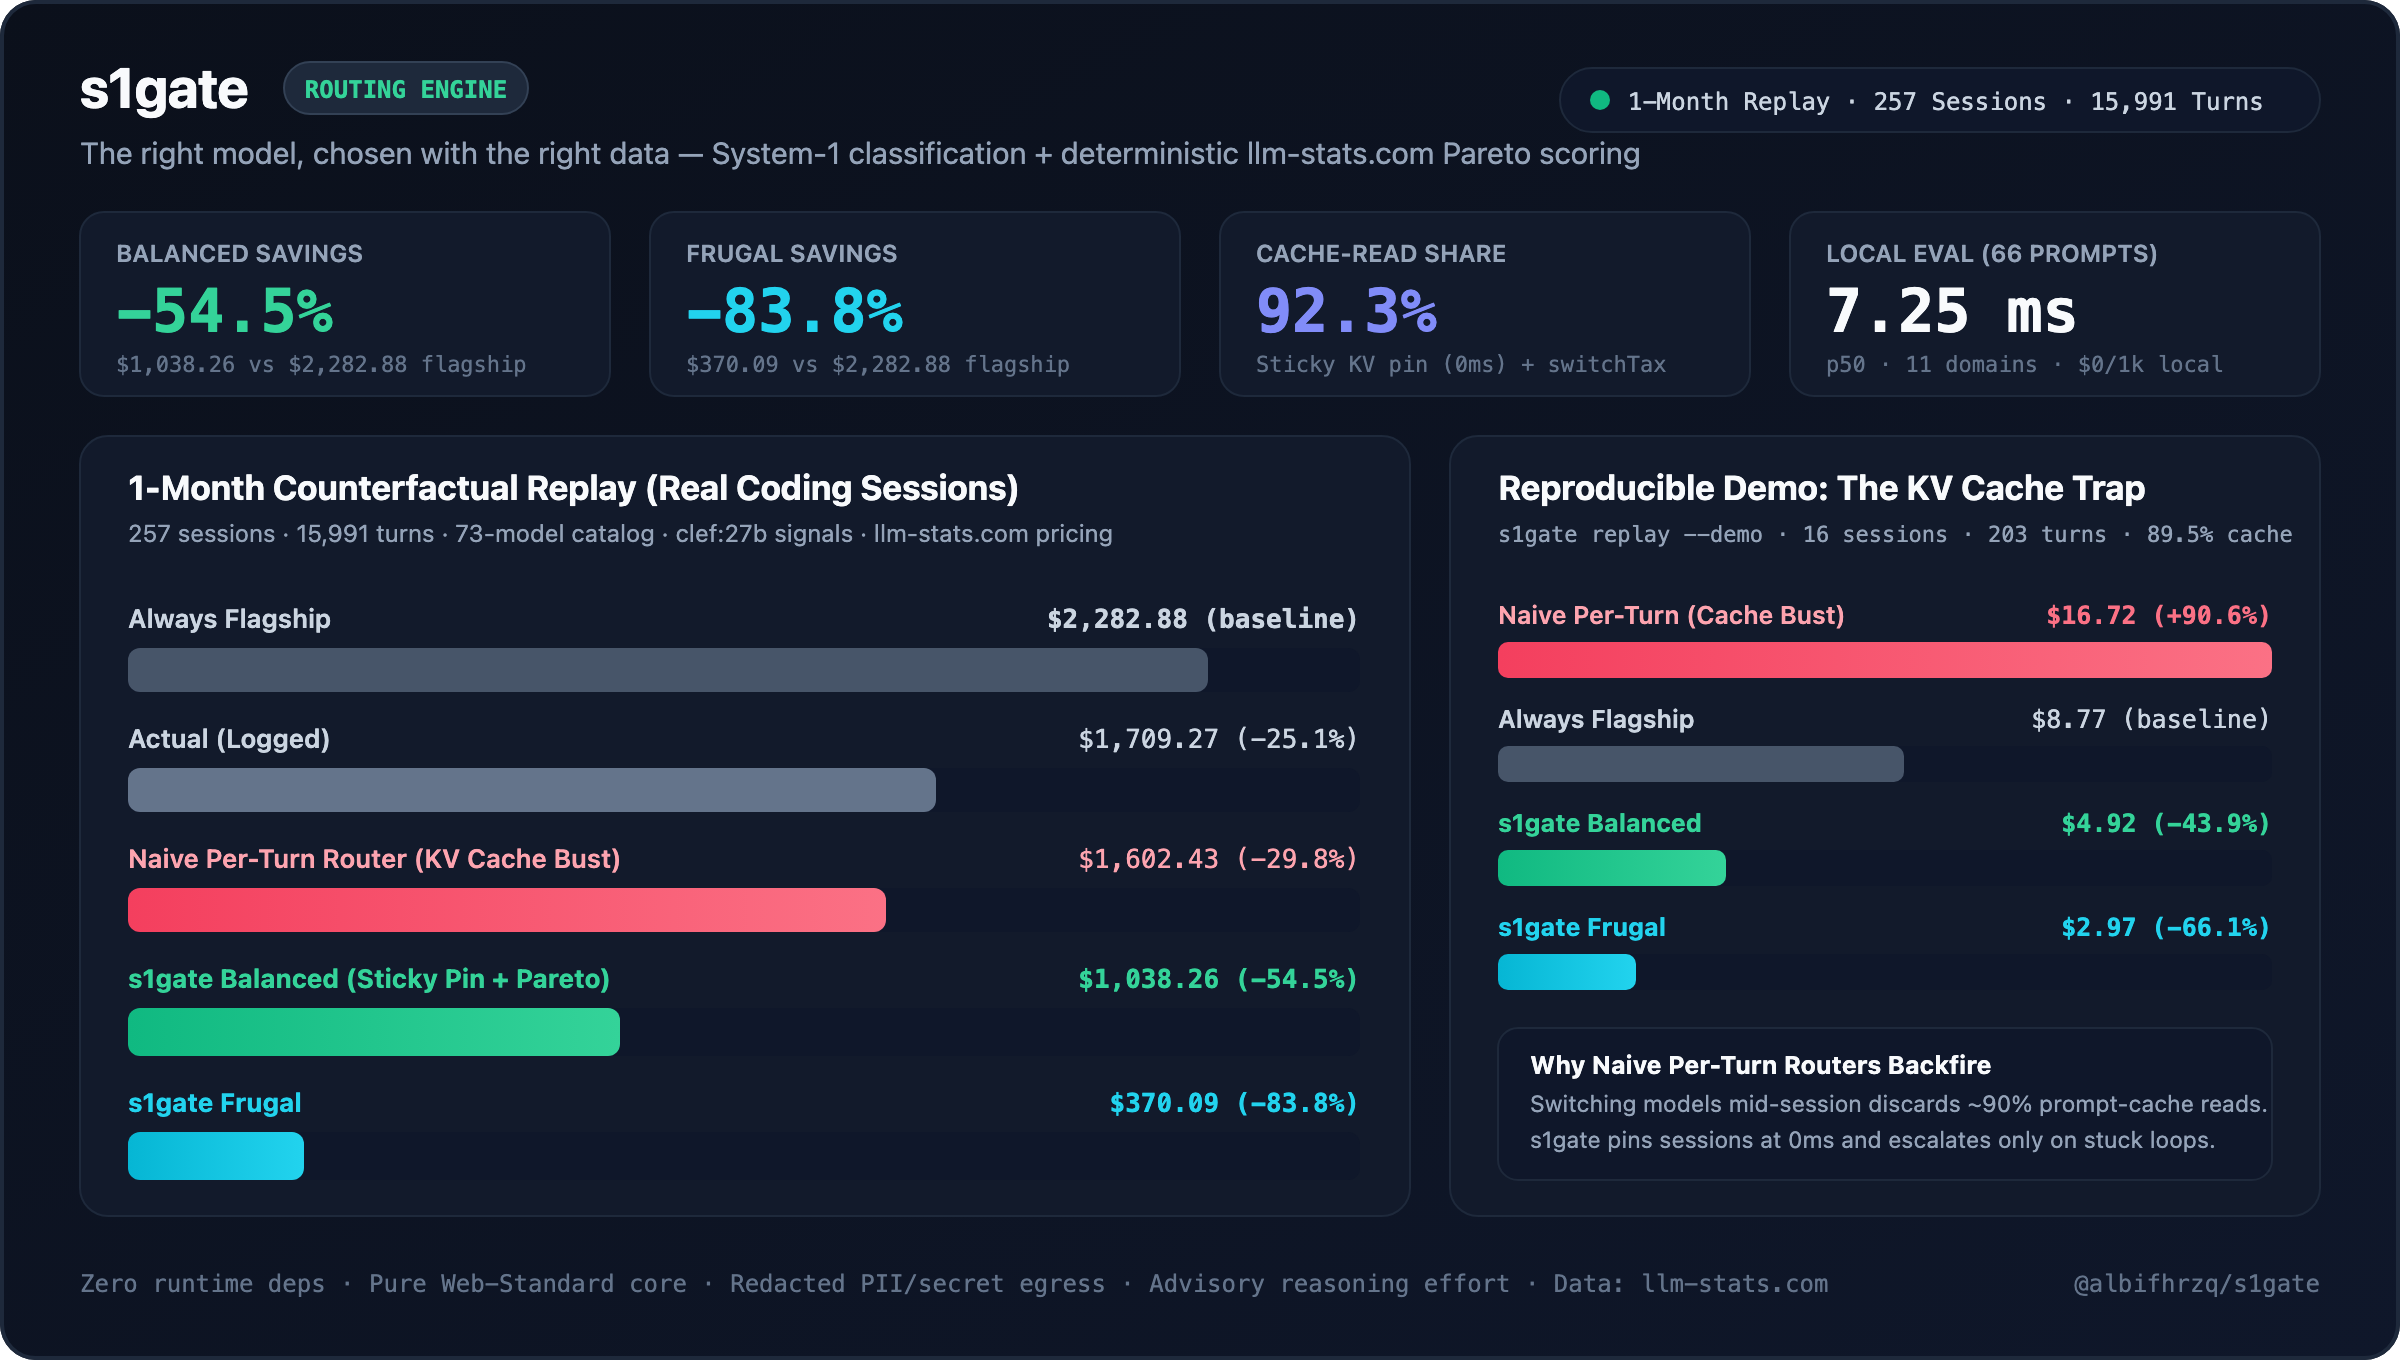 s1gate
ROUTING ENGINE
1-Month Replay · 257 Sessions · 15,991 Turns
The right model, chosen with the right data — System-1 classification + deterministic llm-stats.com Pareto scoring
BALANCED SAVINGS
−54.5%
$1,038.26 vs $2,282.88 flagship
FRUGAL SAVINGS
−83.8%
$370.09 vs $2,282.88 flagship
CACHE-READ SHARE
92.3%
Sticky KV pin (0ms) + switchTax
LOCAL EVAL (66 PROMPTS)
7.25 ms
p50 · 11 domains · $0/1k local
1-Month Counterfactual Replay (Real Coding Sessions)
257 sessions · 15,991 turns · 73-model catalog · clef:27b signals · llm-stats.com pricing
Always Flagship
$2,282.88 (baseline)
Actual (Logged)
$1,709.27 (−25.1%)
Naive Per-Turn Router (KV Cache Bust)
$1,602.43 (−29.8%)
s1gate Balanced (Sticky Pin + Pareto)
$1,038.26 (−54.5%)
s1gate Frugal
$370.09 (−83.8%)
Reproducible Demo: The KV Cache Trap
s1gate replay --demo · 16 sessions · 203 turns · 89.5% cache
Naive Per-Turn (Cache Bust)
$16.72 (+90.6%)
Always Flagship
$8.77 (baseline)
s1gate Balanced
$4.92 (−43.9%)
s1gate Frugal
$2.97 (−66.1%)
Why Naive Per-Turn Routers Backfire
Switching models mid-session discards ~90% prompt-cache reads.
s1gate pins sessions at 0ms and escalates only on stuck loops.
Zero runtime deps · Pure Web-Standard core · Redacted PII/secret egress · Advisory reasoning effort · Data: llm-stats.com
@albifhrzq/s1gate